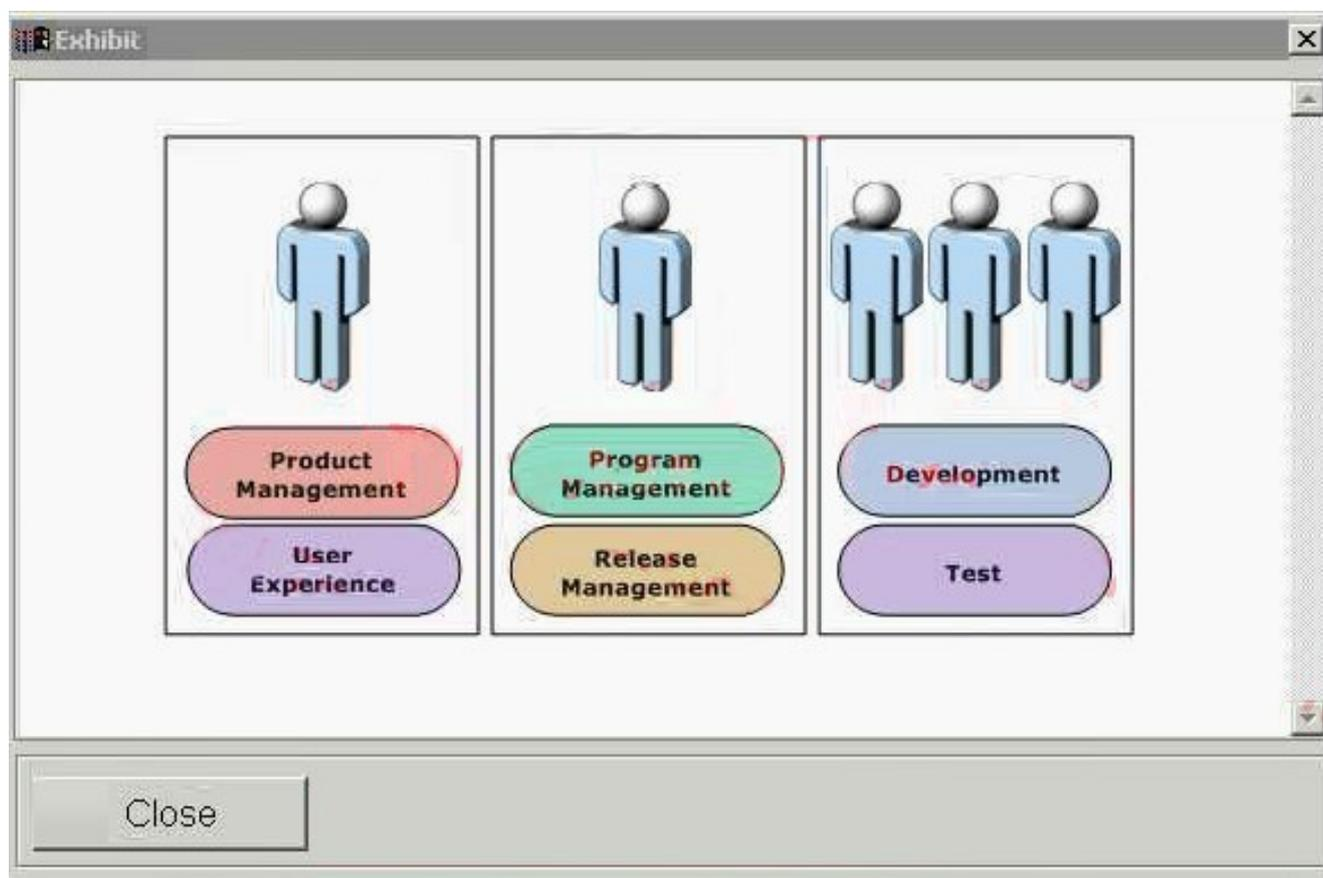 Exhibit
Product
Management
User
Experience
Program
Management
Release
Management
Development
Test
Close